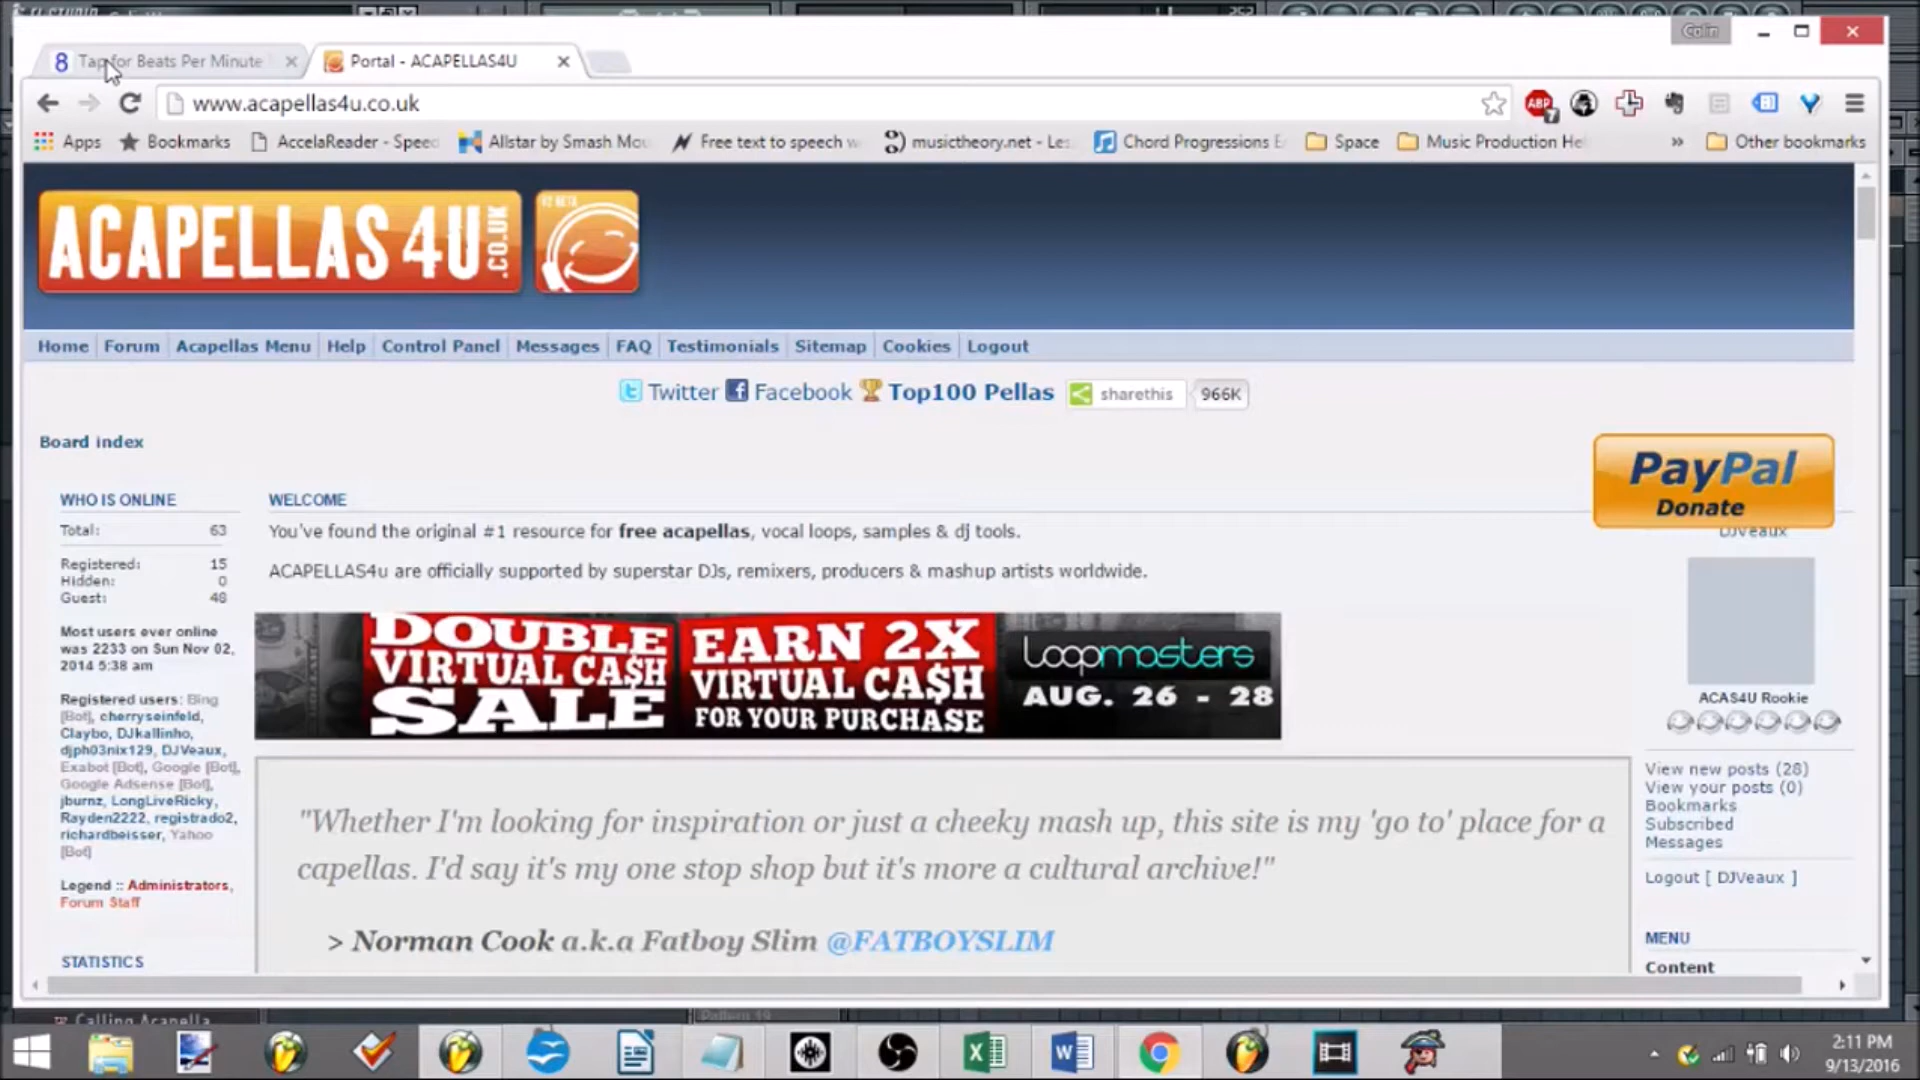 Colin
8 Tap for Beats Per Minute
Portal - ACAPELLAS4U
www.acapellas4u.co.uk
ABP 7
Apps Bookmarks AccelaReader - Speed Allstar by Smash Mou Free text to speech w musictheory.net - Les Chord Progressions E Space Music Production He » Other bookmarks
ACAPELLAS 4U .CO.UK V2 BETA
Home Forum Acapellas Menu Help Control Panel Messages FAQ Testimonials Sitemap Cookies Logout
Twitter Facebook Top100 Pellas sharethis 966K
Board index
PayPal
Donate
WHO IS ONLINE
Total: 63
Registered: 15
Hidden: 0
Guest: 48
Most users ever online
was 2233 on Sun Nov 02,
2014 5:38 am
Registered users: Bing
[Bot], cherryseinfeld,
Claybo, DJkallinho,
djph03nix129, DJVeaux,
Exabot [Bot], Google [Bot],
Google Adsense [Bot],
jburnz, LongLiveRicky,
Rayden2222, registrado2,
richardbeisser, Yahoo
[Bot]
Legend :: Administrators,
Forum Staff
STATISTICS
WELCOME
You've found the original #1 resource for free acapellas, vocal loops, samples & dj tools.
ACAPELLAS4u are officially supported by superstar DJs, remixers, producers & mashup artists worldwide.
DOUBLE
VIRTUAL CA$H
SALE
EARN 2X
VIRTUAL CA$H
FOR YOUR PURCHASE
Loopmasters
AUG. 26 - 28
"Whether I'm looking for inspiration or just a cheeky mash up, this site is my 'go to' place for a
capellas. I'd say it's my one stop shop but it's more a cultural archive!"
> Norman Cook a.k.a Fatboy Slim @FATBOYSLIM
DJVeaux
ACAS4U Rookie
View new posts (28)
View your posts (0)
Bookmarks
Subscribed
Messages
Logout [ DJVeaux ]
MENU
Content
Calling Acapella
Pattern 19
2:11 PM
9/13/2016